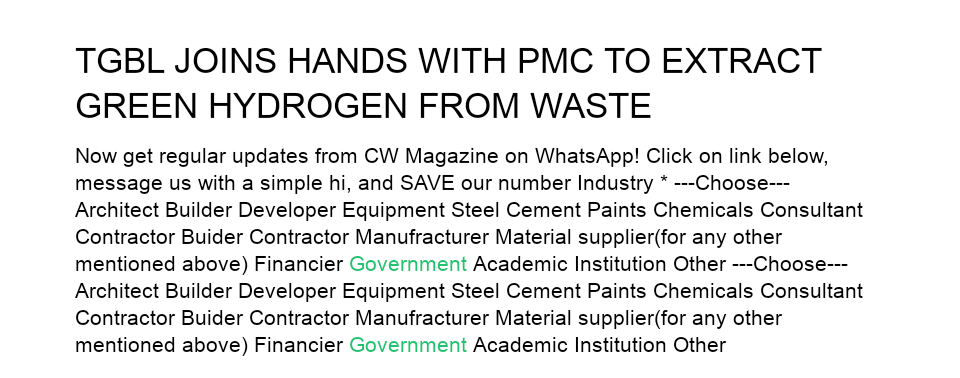 TGBL JOINS HANDS WITH PMC TO EXTRACT
GREEN HYDROGEN FROM WASTE
Now get regular updates from CW Magazine on WhatsApp! Click on link below,
message us with a simple hi, and SAVE our number Industry * ---Choose---
Architect Builder Developer Equipment Steel Cement Paints Chemicals Consultant
Contractor Buider Contractor Manufracturer Material supplier(for any other
mentioned above) Financier Government Academic Institution Other ---Choose---
Architect Builder Developer Equipment Steel Cement Paints Chemicals Consultant
Contractor Buider Contractor Manufracturer Material supplier(for any other
mentioned above) Financier Government Academic Institution Other